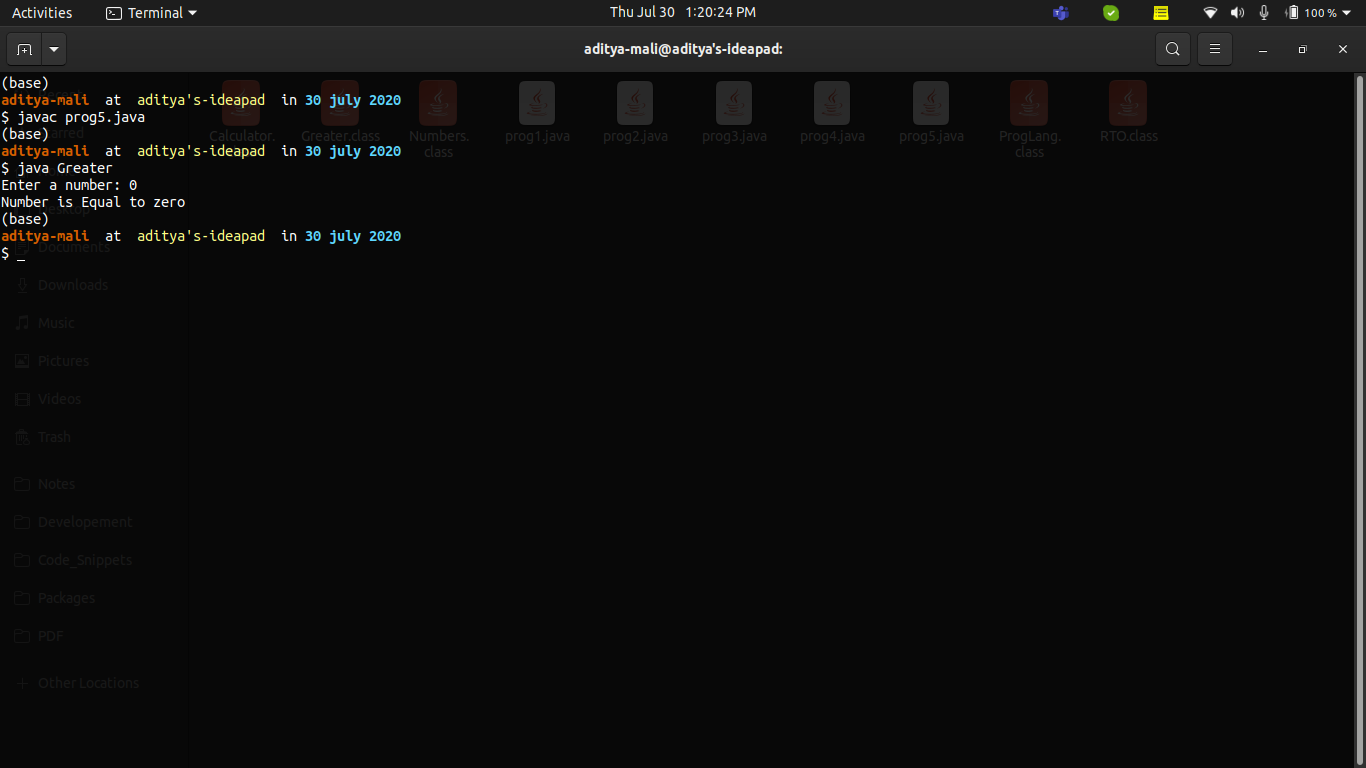 Activities Terminal Thu Jul 30 1:20:24 PM 100 %
aditya-mali@aditya's-ideapad:
(base)
aditya-mali at aditya's-ideapad in 30 july 2020
$ javac prog5.java
(base)
aditya-mali at aditya's-ideapad in 30 july 2020
$ java Greater
Enter a number: 0
Number is Equal to zero
(base)
aditya-mali at aditya's-ideapad in 30 july 2020
$ _
Calculator. Greater.class Numbers. prog1.java prog2.java prog3.java prog4.java prog5.java ProgLang. RTO.class
class class
Documents
Downloads
Music
Pictures
Videos
Trash
Notes
Developement
Code_Snippets
Packages
PDF
Other Locations